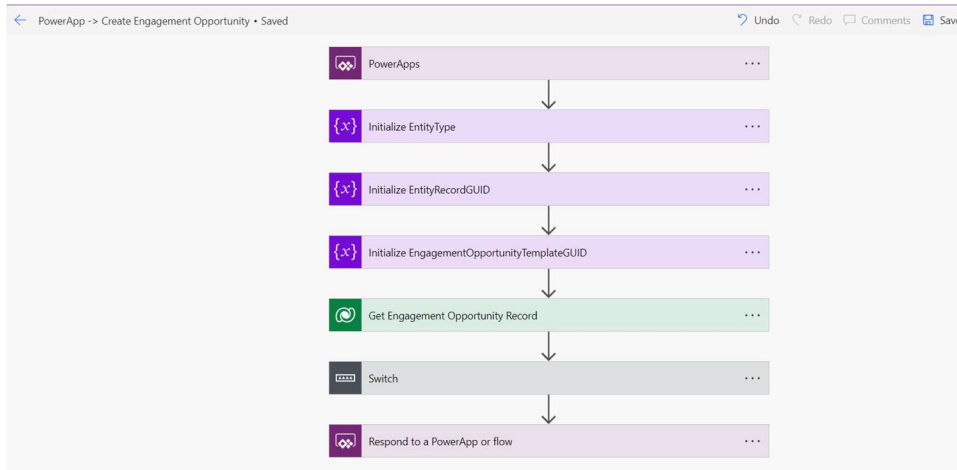 PowerApp -> Create Engagement Opportunity • Saved
Undo Redo Comments Save
PowerApps
{x} Initialize EntityType
{x} Initialize EntityRecordGUID
{x} Initialize EngagementOpportunityTemplateGUID
Get Engagement Opportunity Record
Switch
Respond to a PowerApp or flow